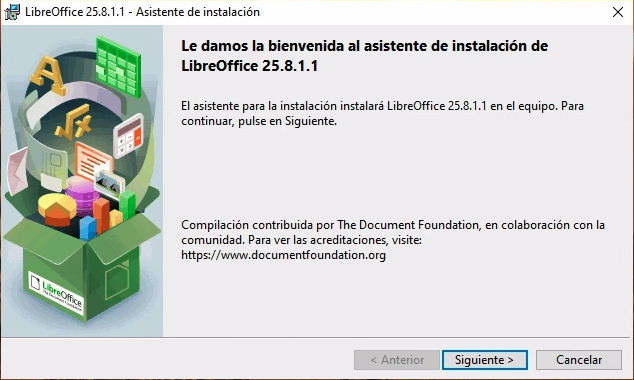 LibreOffice 25.8.1.1 - Asistente de instalación
Le damos la bienvenida al asistente de instalación de
LibreOffice 25.8.1.1
El asistente para la instalación instalará LibreOffice 25.8.1.1 en el equipo. Para
continuar, pulse en Siguiente.
Compilación contribuida por The Document Foundation, en colaboración con la
comunidad. Para ver las acreditaciones, visite:
https://www.documentfoundation.org
LibreOffice
The Document Foundation
< Anterior
Siguiente >
Cancelar